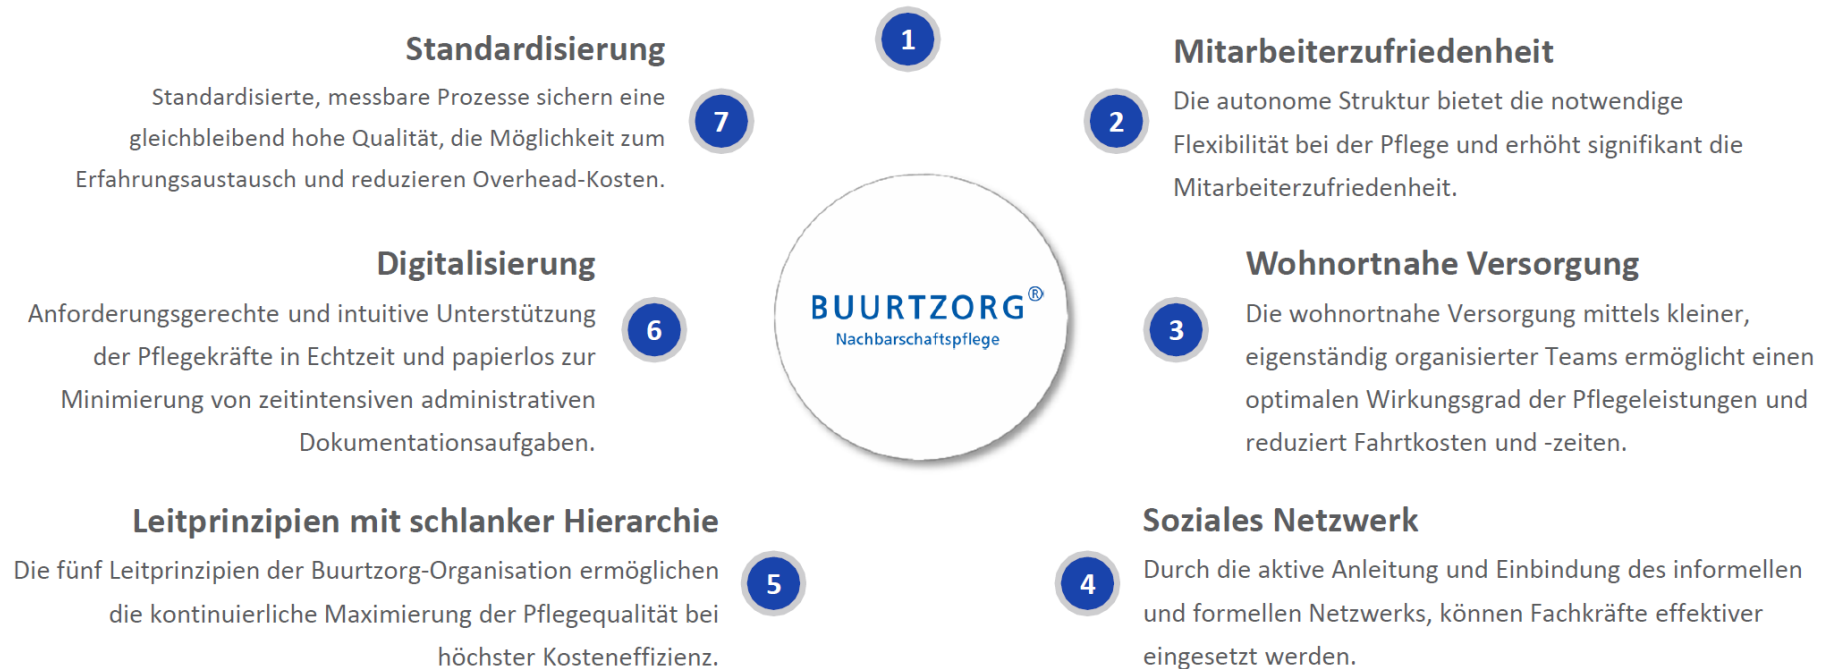 1
Standardisierung
Standardisierte, messbare Prozesse sichern eine
gleichbleibend hohe Qualität, die Möglichkeit zum
Erfahrungsaustausch und reduzieren Overhead-Kosten.
7
Mitarbeiterzufriedenheit
2
Die autonome Struktur bietet die notwendige
Flexibilität bei der Pflege und erhöht signifikant die
Mitarbeiterzufriedenheit.
Digitalisierung
Anforderungsgerechte und intuitive Unterstützung
der Pflegekräfte in Echtzeit und papierlos zur
Minimierung von zeitintensiven administrativen
Dokumentationsaufgaben.
6
BUURTZORG®
Nachbarschaftspflege
Wohnortnahe Versorgung
3
Die wohnortnahe Versorgung mittels kleiner,
eigenständig organisierter Teams ermöglicht einen
optimalen Wirkungsgrad der Pflegeleistungen und
reduziert Fahrtkosten und -zeiten.
Leitprinzipien mit schlanker Hierarchie
Die fünf Leitprinzipien der Buurtzorg-Organisation ermöglichen
die kontinuierliche Maximierung der Pflegequalität bei
höchster Kosteneffizienz.
5
Soziales Netzwerk
4
Durch die aktive Anleitung und Einbindung des informellen
und formellen Netzwerks, können Fachkräfte effektiver
eingesetzt werden.